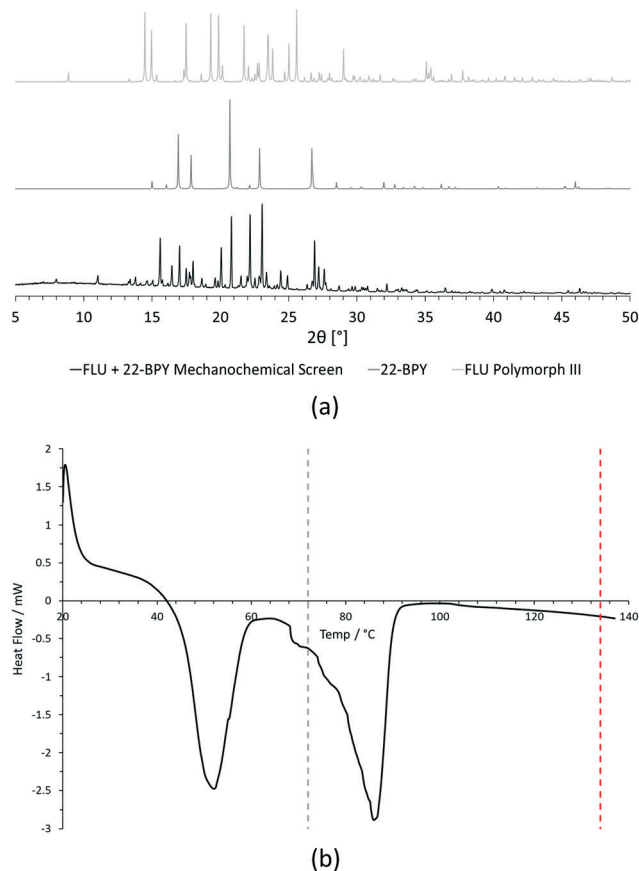 5 10 15 20 25 30 35 40 45 50
2θ [°]
FLU + 22-BPY Mechanochemical Screen 22-BPY FLU Polymorph III
(a)
2
1.5
1
0.5
0
20 40 60 80 100 120 140
Temp / °C
-0.5
-1
-1.5
-2
-2.5
-3
Heat Flow / mW
(b)